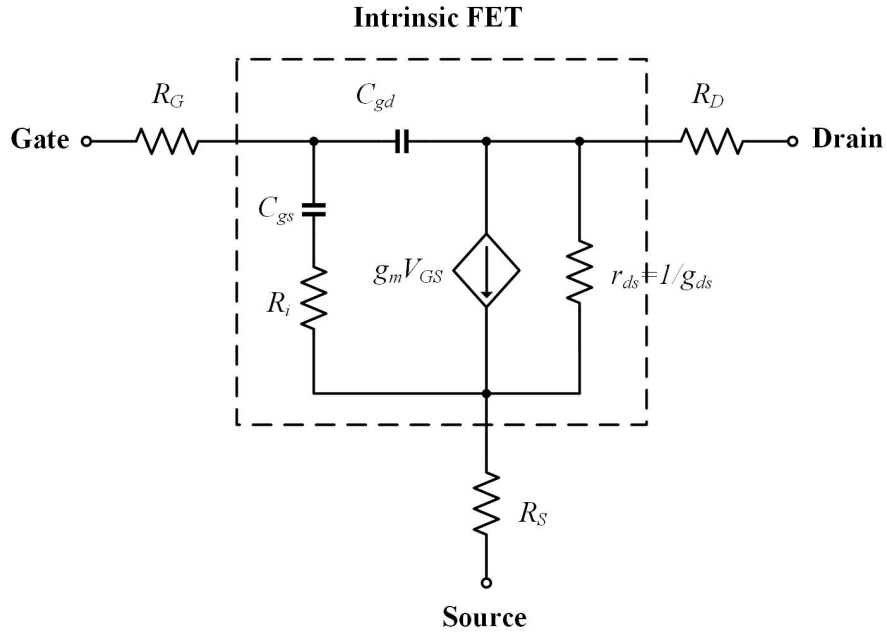 Intrinsic FET
R_G
C_gd
R_D
Gate
Drain
C_gs
g_mV_GS
r_ds=1/g_ds
R_i
R_S
Source